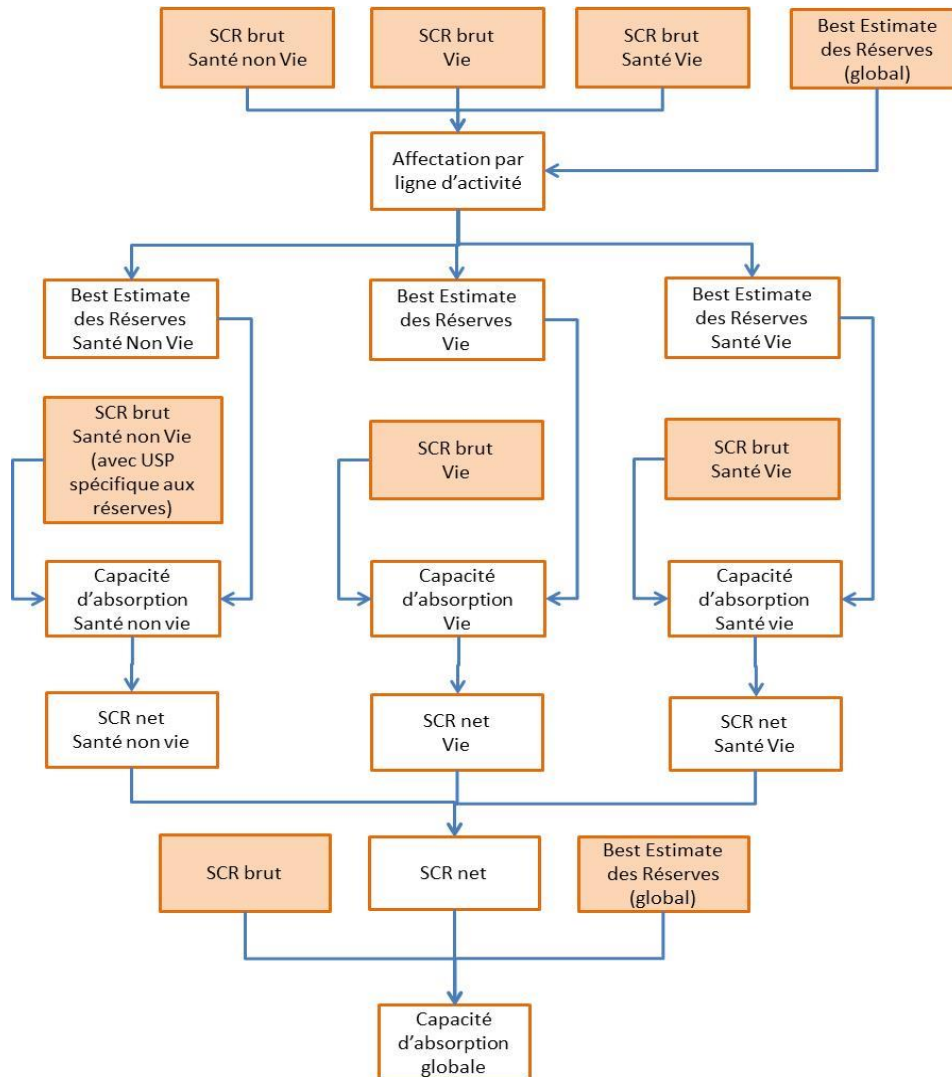 SCR brut
Santé non Vie
SCR brut
Vie
SCR brut
Santé Vie
Best Estimate
des Réserves
(global)
Affectation par
ligne d’activité
Best Estimate
des Réserves
Santé Non Vie
Best Estimate
des Réserves
Vie
Best Estimate
des Réserves
Santé Vie
SCR brut
Santé non Vie
(avec USP
spécifique aux
réserves)
SCR brut
Vie
SCR brut
Santé Vie
Capacité
d’absorption
Santé non vie
Capacité
d’absorption
Vie
Capacité
d’absorption
Santé vie
SCR net
Santé non vie
SCR net
Vie
SCR net
Santé Vie
SCR brut
SCR net
Best Estimate
des Réserves
(global)
Capacité
d’absorption
globale